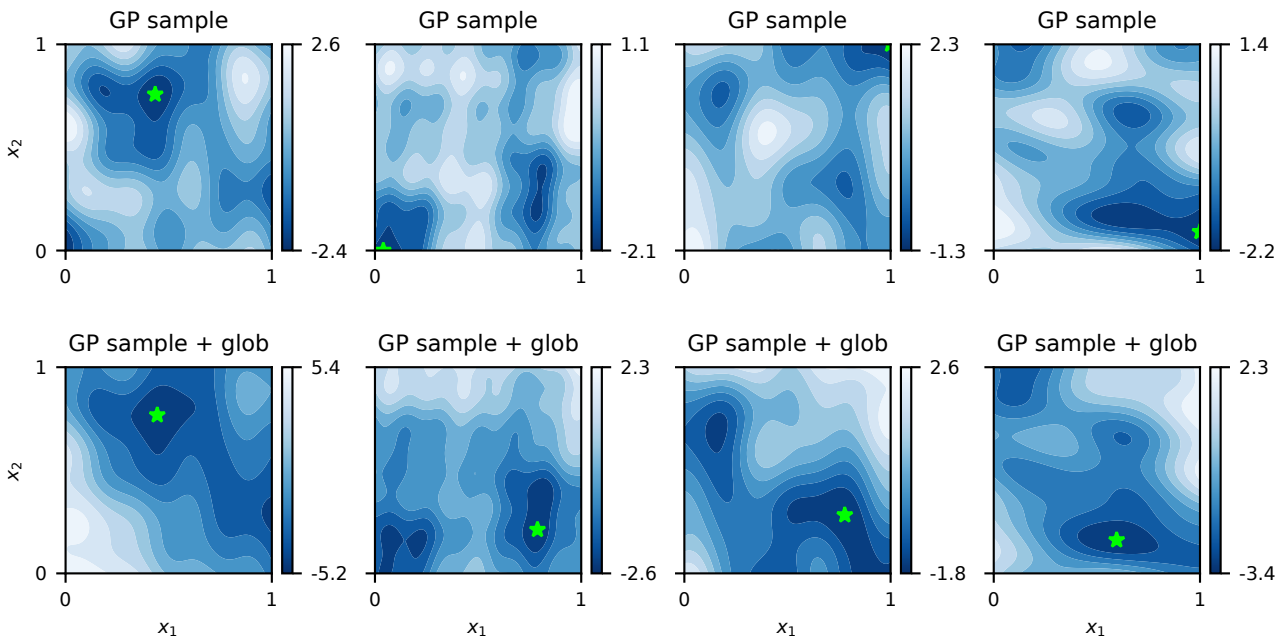 GP sample GP sample GP sample GP sample
1 2.6 1.1 2.3 1.4
x₂
0 -2.4 -2.1 -1.3 -2.2
0 1 0 1 0 1 0 1
GP sample + glob GP sample + glob GP sample + glob GP sample + glob
1 5.4 2.3 2.6 2.3
x₂
0 -5.2 -2.6 -1.8 -3.4
0 1 0 1 0 1 0 1
x₁ x₁ x₁ x₁